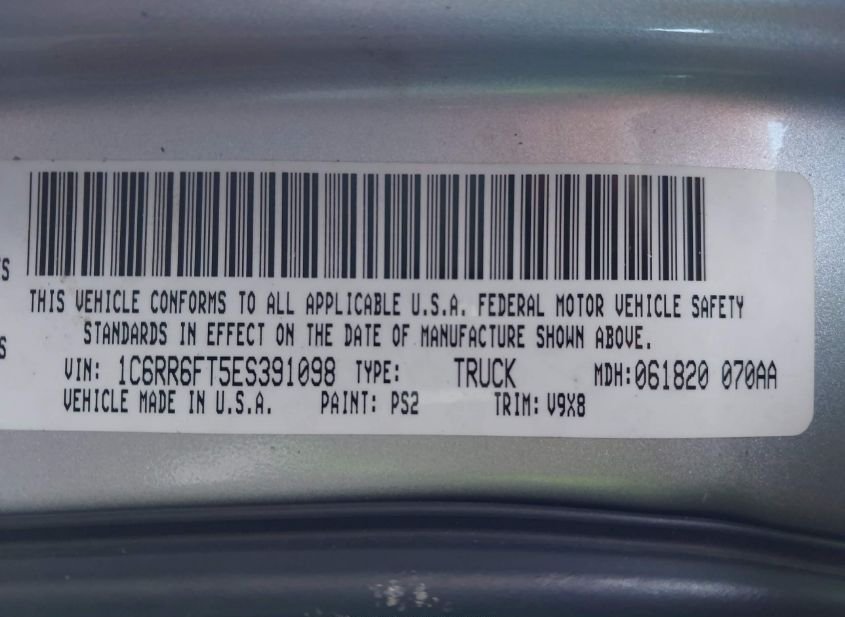 THIS VEHICLE CONFORMS TO ALL APPLICABLE U.S.A. FEDERAL MOTOR VEHICLE SAFETY
STANDARDS IN EFFECT ON THE DATE OF MANUFACTURE SHOWN ABOVE.
VIN: 1C6RR6FT5ES391098 TYPE: TRUCK MDH:061820 070AA
VEHICLE MADE IN U.S.A. PAINT: PS2 TRIM: V9X8